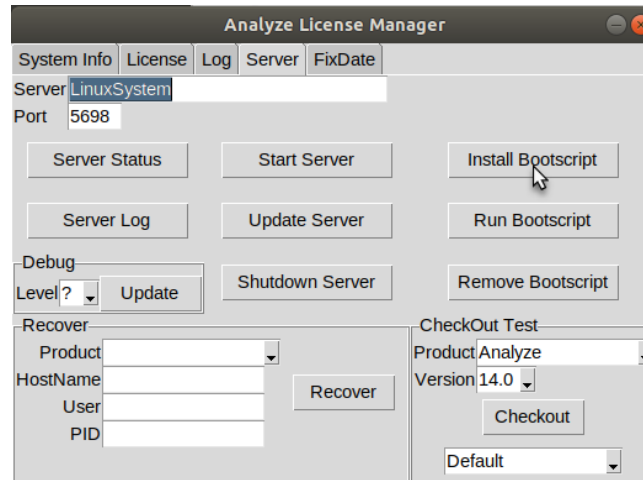 Analyze License Manager
System Info License Log Server FixDate
Server LinuxSystem
Port 5698
Server Status Start Server Install Bootscript
Server Log Update Server Run Bootscript
Debug
Level ? Update
Shutdown Server Remove Bootscript
Recover
Product
HostName
User
PID
Recover
CheckOut Test
Product Analyze
Version 14.0
Checkout
Default